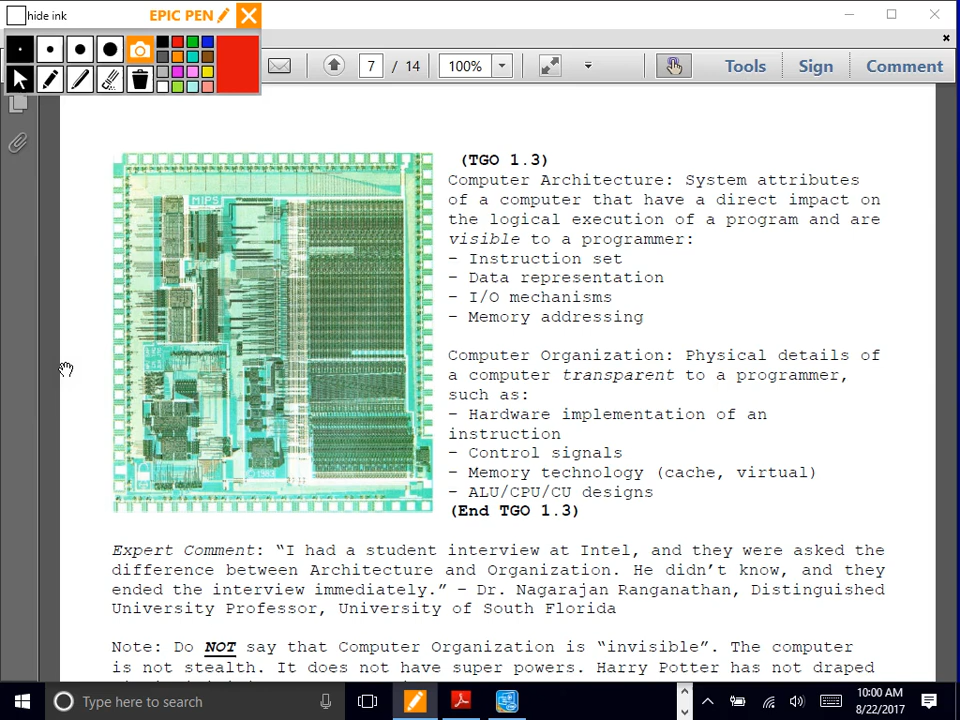 hide ink
EPIC PEN
7 / 14
100%
Tools
Sign
Comment
MIPS
(TGO 1.3)
Computer Architecture: System attributes
of a computer that have a direct impact on
the logical execution of a program and are
visible to a programmer:
- Instruction set
- Data representation
- I/O mechanisms
- Memory addressing
Computer Organization: Physical details of
a computer transparent to a programmer,
such as:
- Hardware implementation of an
instruction
- Control signals
- Memory technology (cache, virtual)
- ALU/CPU/CU designs
(End TGO 1.3)
Expert Comment: “I had a student interview at Intel, and they were asked the
difference between Architecture and Organization. He didn’t know, and they
ended the interview immediately.” – Dr. Nagarajan Ranganathan, Distinguished
University Professor, University of South Florida
Note: Do NOT say that Computer Organization is “invisible”. The computer
is not stealth. It does not have super powers. Harry Potter has not draped
Type here to search
10:00 AM
8/22/2017